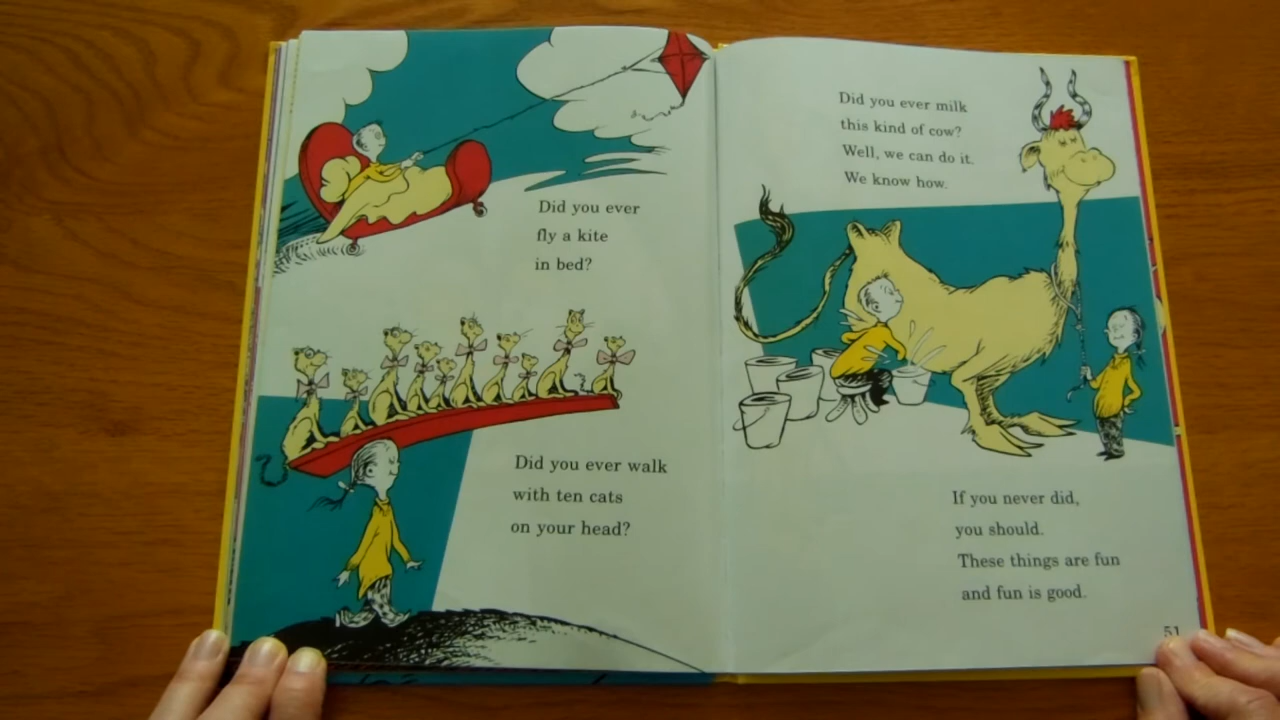 Did you ever
fly a kite
in bed?
Did you ever walk
with ten cats
on your head?
Did you ever milk
this kind of cow?
Well, we can do it.
We know how.
If you never did,
you should.
These things are fun
and fun is good.
51